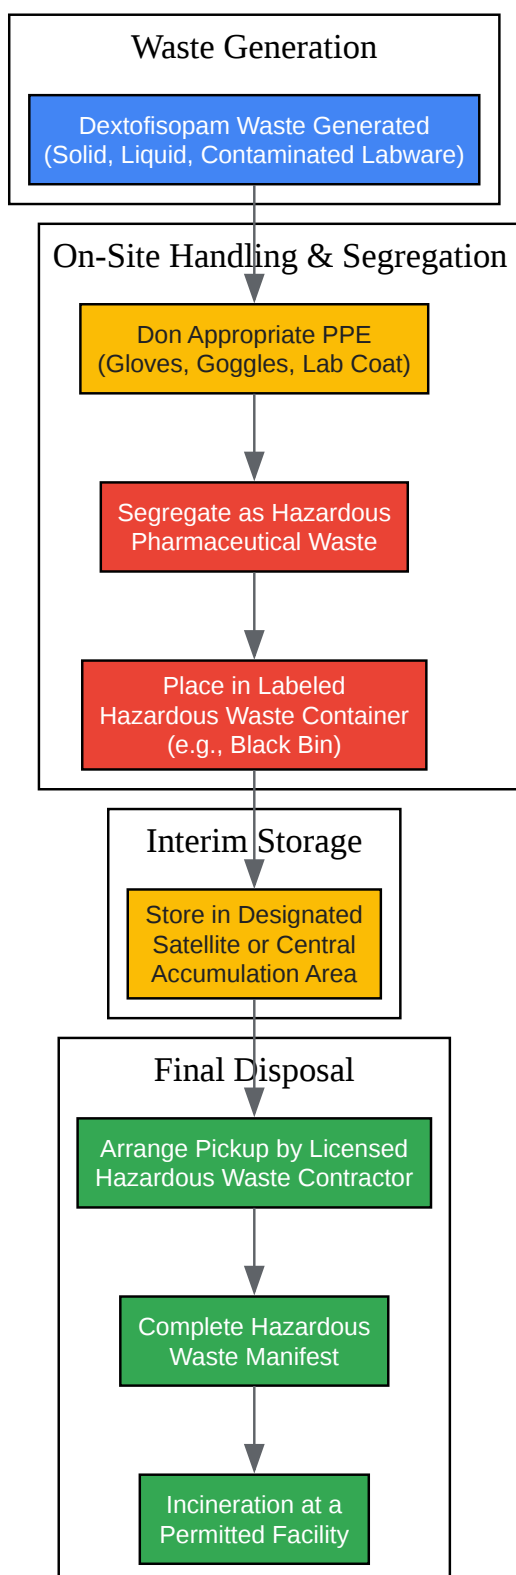 Waste Generation
Dextofisopam Waste Generated
(Solid, Liquid, Contaminated Labware)
On-Site Handling & Segregation
Don Appropriate PPE
(Gloves, Goggles, Lab Coat)
Segregate as Hazardous
Pharmaceutical Waste
Place in Labeled
Hazardous Waste Container
(e.g., Black Bin)
Interim Storage
Store in Designated
Satellite or Central
Accumulation Area
Final Disposal
Arrange Pickup by Licensed
Hazardous Waste Contractor
Complete Hazardous
Waste Manifest
Incineration at a
Permitted Facility